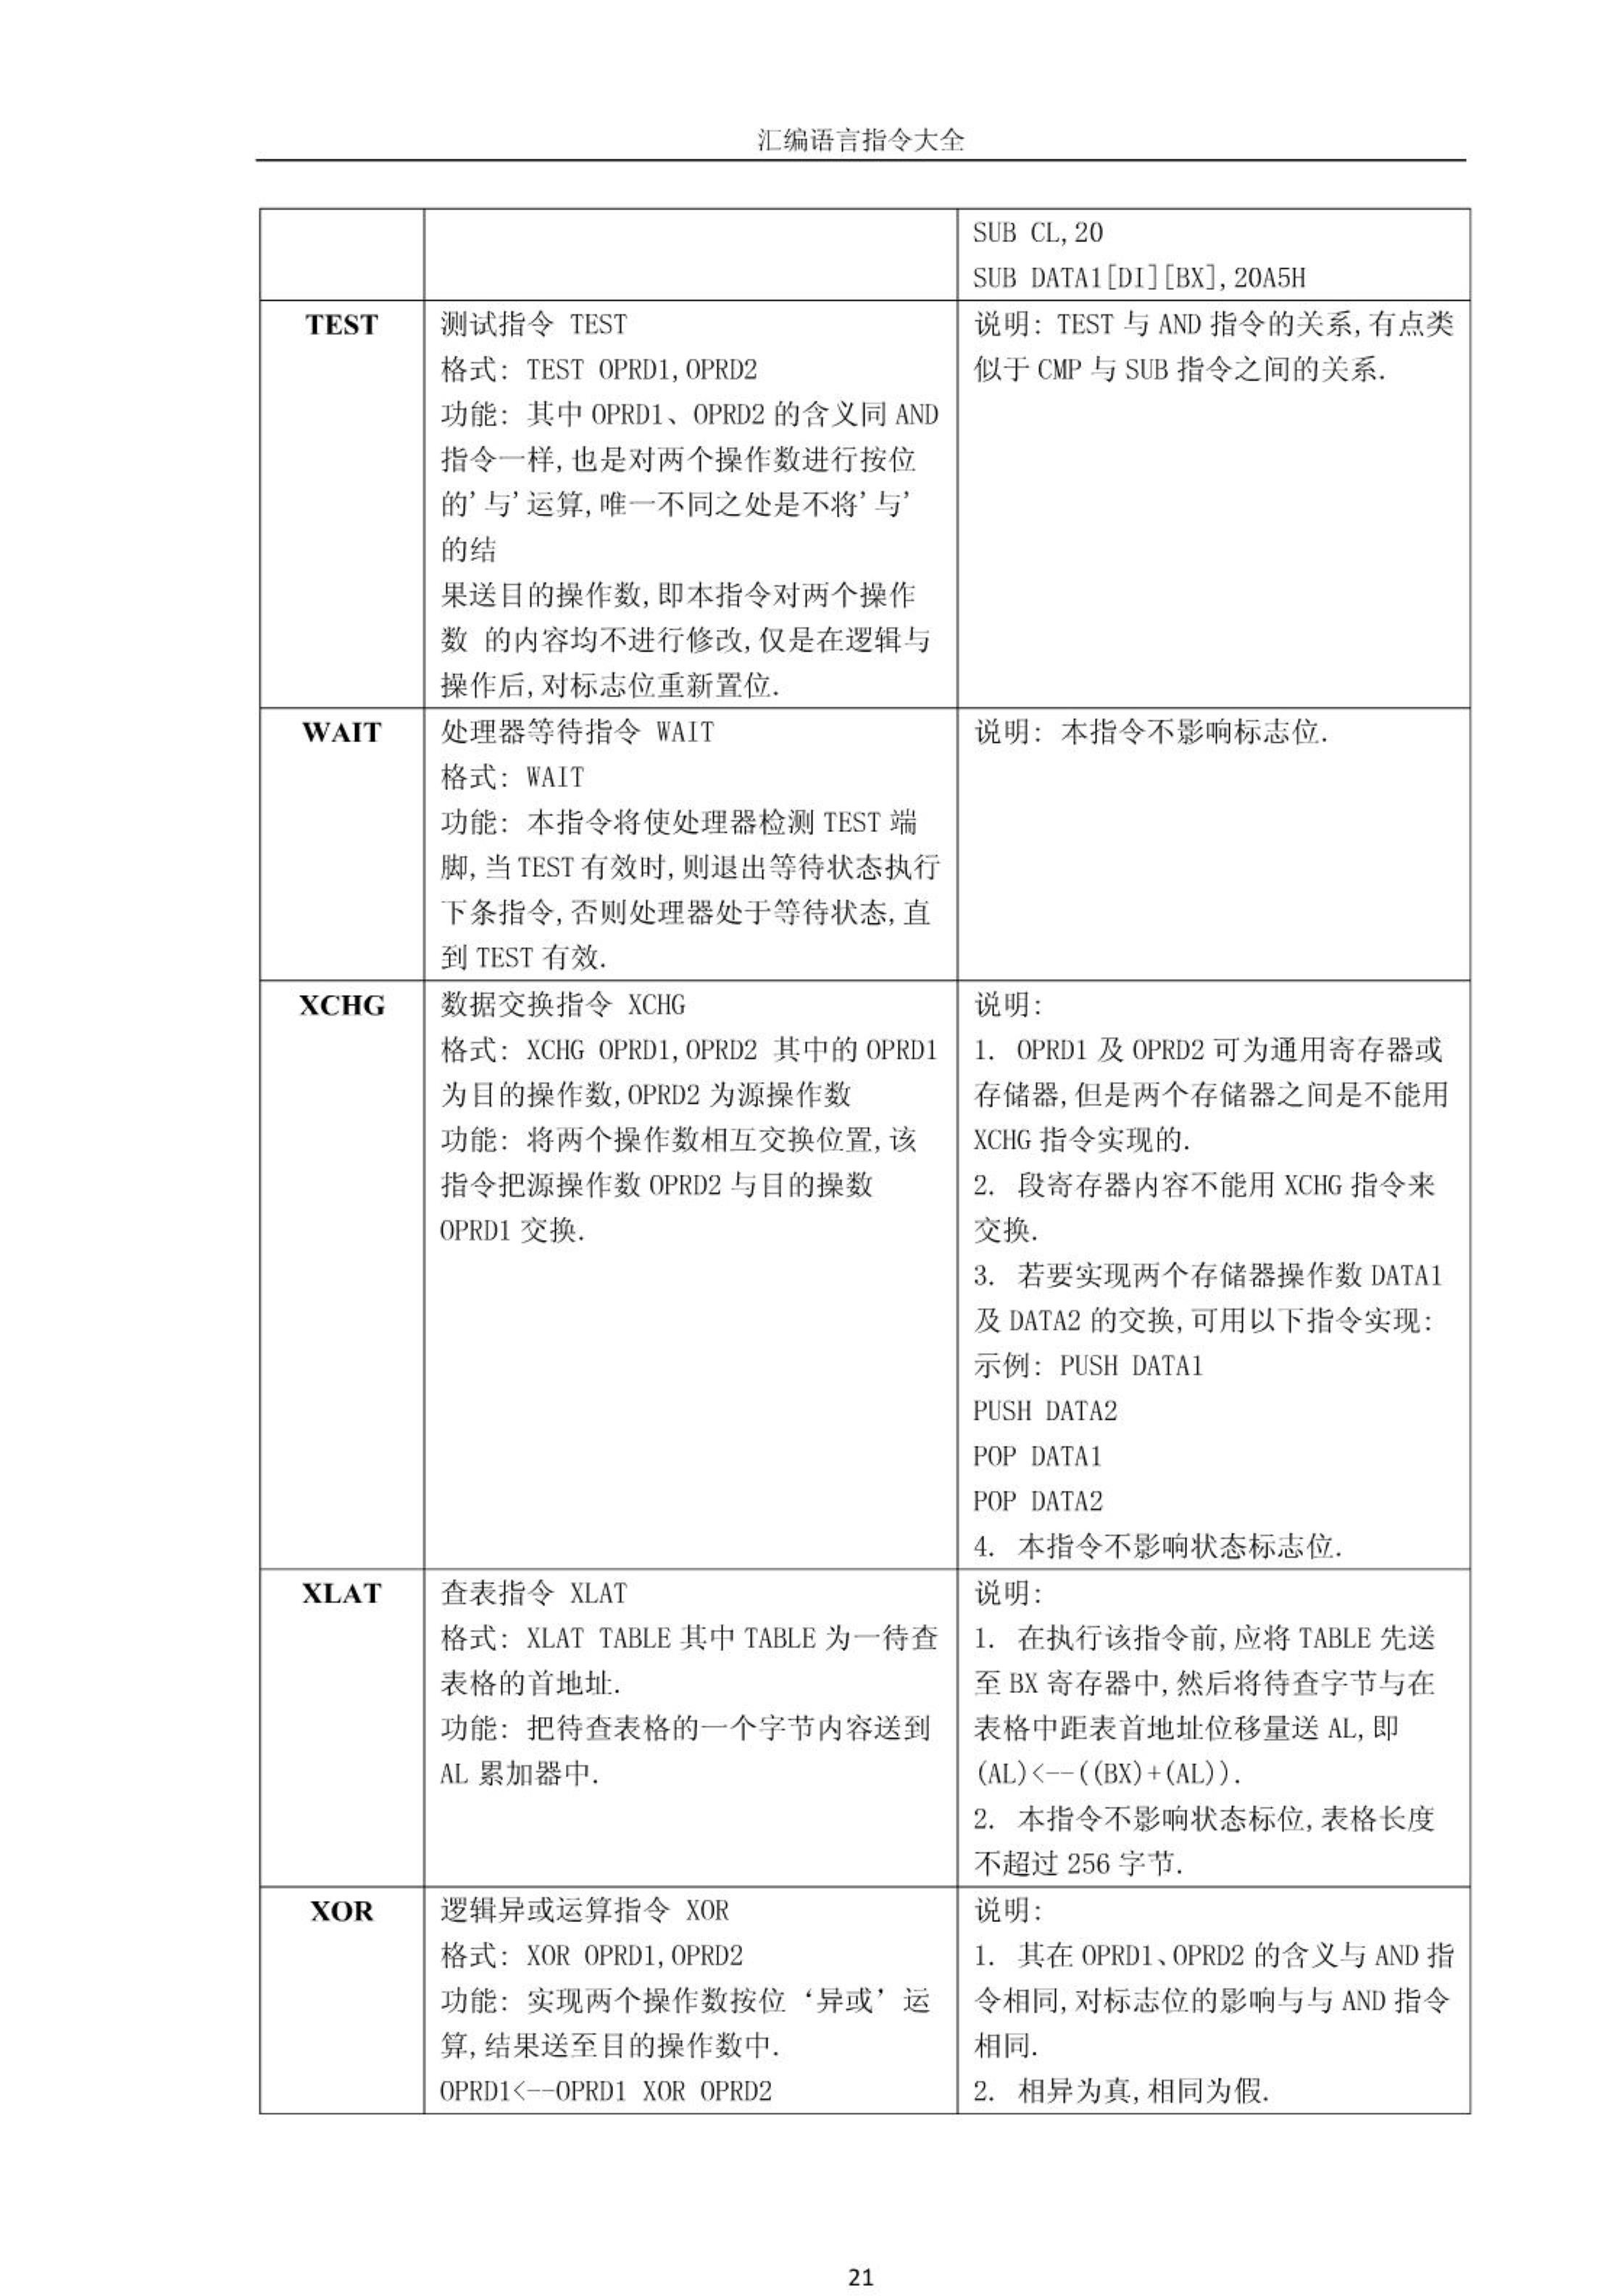 汇编语言指令大全
SUB CL,20
SUB DATA1[DI][BX],20A5H
TEST
测试指令 TEST
格式: TEST OPRD1,OPRD2
功能: 其中 OPRD1、OPRD2 的含义同 AND
指令一样,也是对两个操作数进行按位
的'与'运算,唯一不同之处是不将'与'
的结
果送目的操作数,即本指令对两个操作
数 的内容均不进行修改,仅是在逻辑与
操作后,对标志位重新置位.
说明: TEST 与 AND 指令的关系,有点类
似于 CMP 与 SUB 指令之间的关系.
WAIT
处理器等待指令 WAIT
格式: WAIT
功能: 本指令将使处理器检测 TEST 端
脚,当 TEST 有效时,则退出等待状态执行
下条指令,否则处理器处于等待状态,直
到 TEST 有效.
说明: 本指令不影响标志位.
XCHG
数据交换指令 XCHG
格式: XCHG OPRD1,OPRD2 其中的 OPRD1
为目的操作数,OPRD2 为源操作数
功能: 将两个操作数相互交换位置,该
指令把源操作数 OPRD2 与目的操数
OPRD1 交换.
说明:
1. OPRD1 及 OPRD2 可为通用寄存器或
存储器,但是两个存储器之间是不能用
XCHG 指令实现的.
2. 段寄存器内容不能用 XCHG 指令来
交换.
3. 若要实现两个存储器操作数 DATA1
及 DATA2 的交换,可用以下指令实现:
示例: PUSH DATA1
PUSH DATA2
POP DATA1
POP DATA2
4. 本指令不影响状态标志位.
XLAT
查表指令 XLAT
格式: XLAT TABLE 其中 TABLE 为一待查
表格的首地址.
功能: 把待查表格的一个字节内容送到
AL 累加器中.
说明:
1. 在执行该指令前,应将 TABLE 先送
至 BX 寄存器中,然后将待查字节与在
表格中距表首地址位移量送 AL,即
(AL)<--((BX)+(AL)).
2. 本指令不影响状态标位,表格长度
不超过 256 字节.
XOR
逻辑异或运算指令 XOR
格式: XOR OPRD1,OPRD2
功能: 实现两个操作数按位‘异或’运
算,结果送至目的操作数中.
OPRD1<--OPRD1 XOR OPRD2
说明:
1. 其在 OPRD1、OPRD2 的含义与 AND 指
令相同,对标志位的影响与与 AND 指令
相同.
2. 相异为真,相同为假.
21